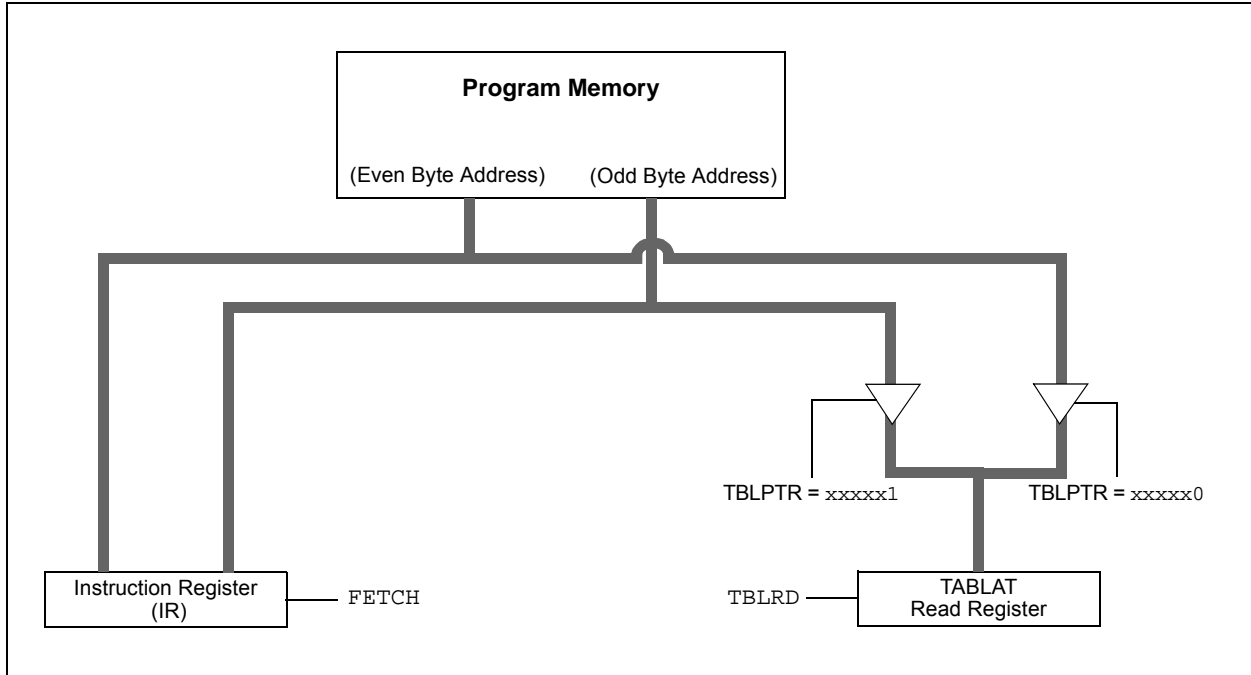 Program Memory
(Even Byte Address) (Odd Byte Address)
TBLPTR = xxxxx1
TBLPTR = xxxxx0
Instruction Register
(IR)
FETCH
TBLRD
TABLAT
Read Register